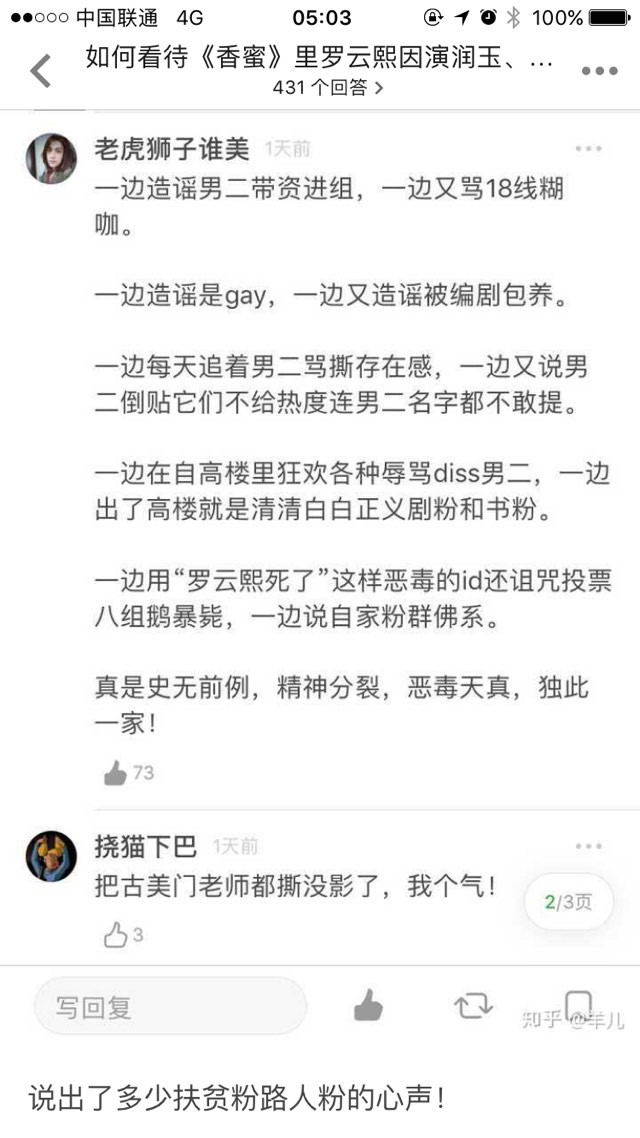 中国联通 4G 05:03 100%
如何看待《香蜜》里罗云熙因演润玉、...
431 个回答
老虎狮子谁美 1天前
一边造谣男二带资进组，一边又骂18线糊
咖。
一边造谣是gay，一边又造谣被编剧包养。
一边每天追着男二骂撕存在感，一边又说男
二倒贴它们不给热度连男二名字都不敢提。
一边在自高楼里狂欢各种辱骂diss男二，一边
出了高楼就是清清白白正义剧粉和书粉。
一边用“罗云熙死了”这样恶毒的id还诅咒投票
八组鹅暴毙，一边说自家粉群佛系。
真是史无前例，精神分裂，恶毒天真，独此
一家！
73
挠猫下巴 1天前
把古美门老师都撕没影了，我个气！
2/3页
3
写回复
知乎 @羊儿
说出了多少扶贫粉路人粉的心声！